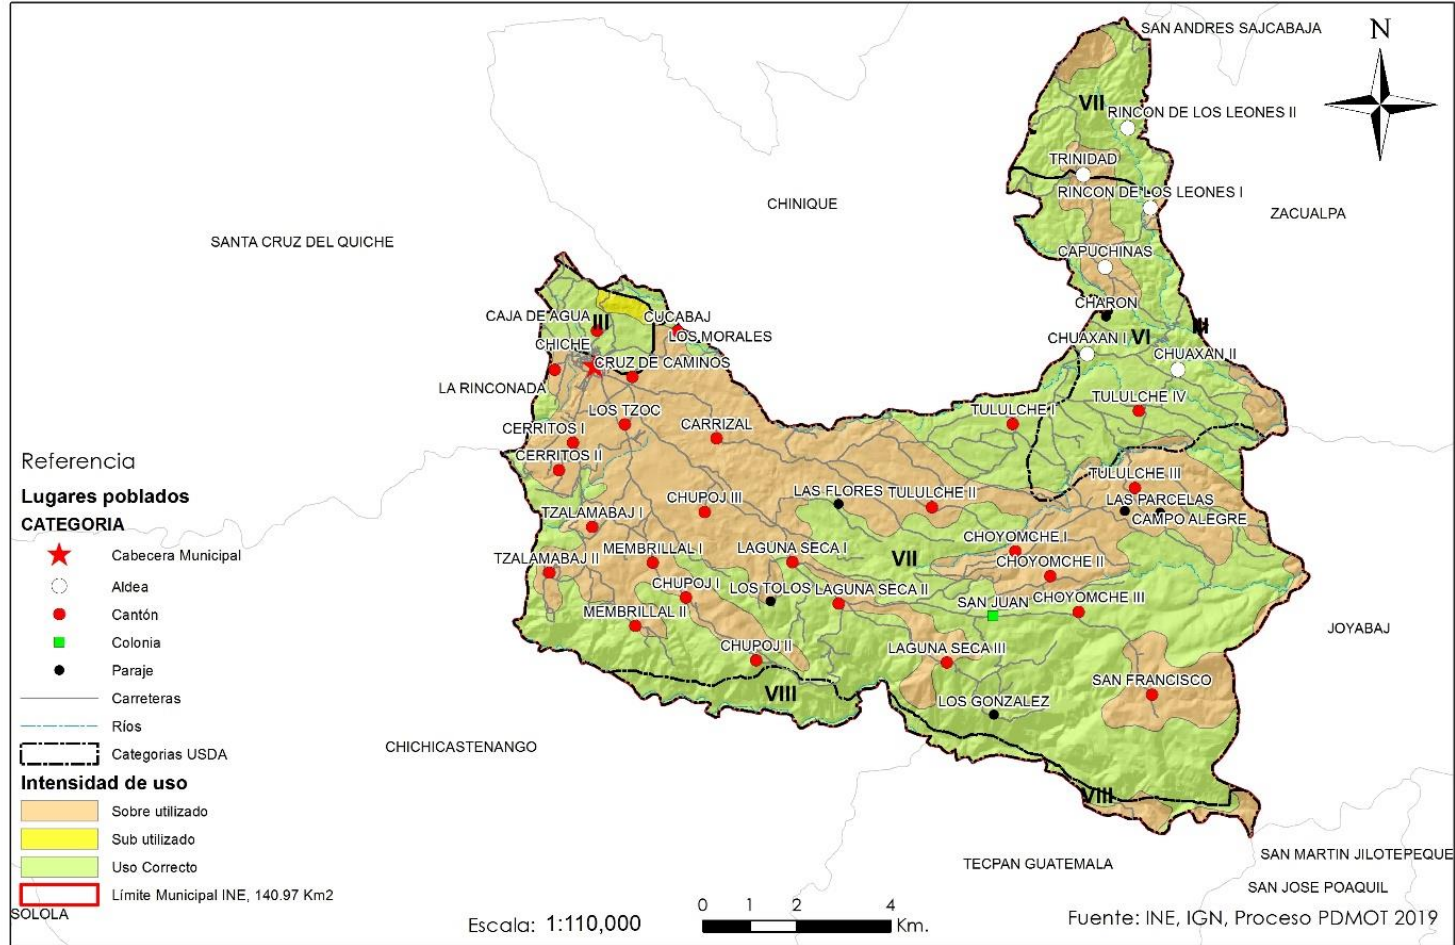 SAN ANDRES SAJCABAJA
N
VII
RINCON DE LOS LEONES II
TRINIDAD
RINCON DE LOS LEONES I
CHINIQUE
ZACUALPA
SANTA CRUZ DEL QUICHE
CAPUCHINAS
CHARON
CAJA DE AGUA
III
CUCABAJ
LOS MORALES
VI
III
CHICHE
CHUAXAN I
CHUAXAN II
CRUZ DE CAMINOS
LA RINCONADA
TULULCHE IV
LOS TZOC
TULULCHE I
CARRIZAL
CERRITOS I
CERRITOS II
TULULCHE III
LAS FLORES
TULULCHE II
CHUPOJ III
LAS PARCELAS
CAMPO ALEGRE
TZALAMABAJ I
CHOYOMCHE I
MEMBRILLAL I
LAGUNA SECA I
VII
TZALAMABAJ II
CHOYOMCHE II
CHUPOJ I
LOS TOLOS
LAGUNA SECA II
SAN JUAN
CHOYOMCHE III
MEMBRILLAL II
JOYABAJ
CHUPOJ II
LAGUNA SECA III
SAN FRANCISCO
VIII
LOS GONZALEZ
CHICHICASTENANGO
VIII
TECPAN GUATEMALA
SAN MARTIN JILOTEPEQUE
SAN JOSE POAQUIL
SOLOLA
Referencia
Lugares poblados
CATEGORIA
Cabecera Municipal
Aldea
Cantón
Colonia
Paraje
Carreteras
Ríos
Categorias USDA
Intensidad de uso
Sobre utilizado
Sub utilizado
Uso Correcto
Límite Municipal INE, 140.97 Km2
Escala: 1:110,000
0 1 2 4
Km.
Fuente: INE, IGN, Proceso PDMOT 2019